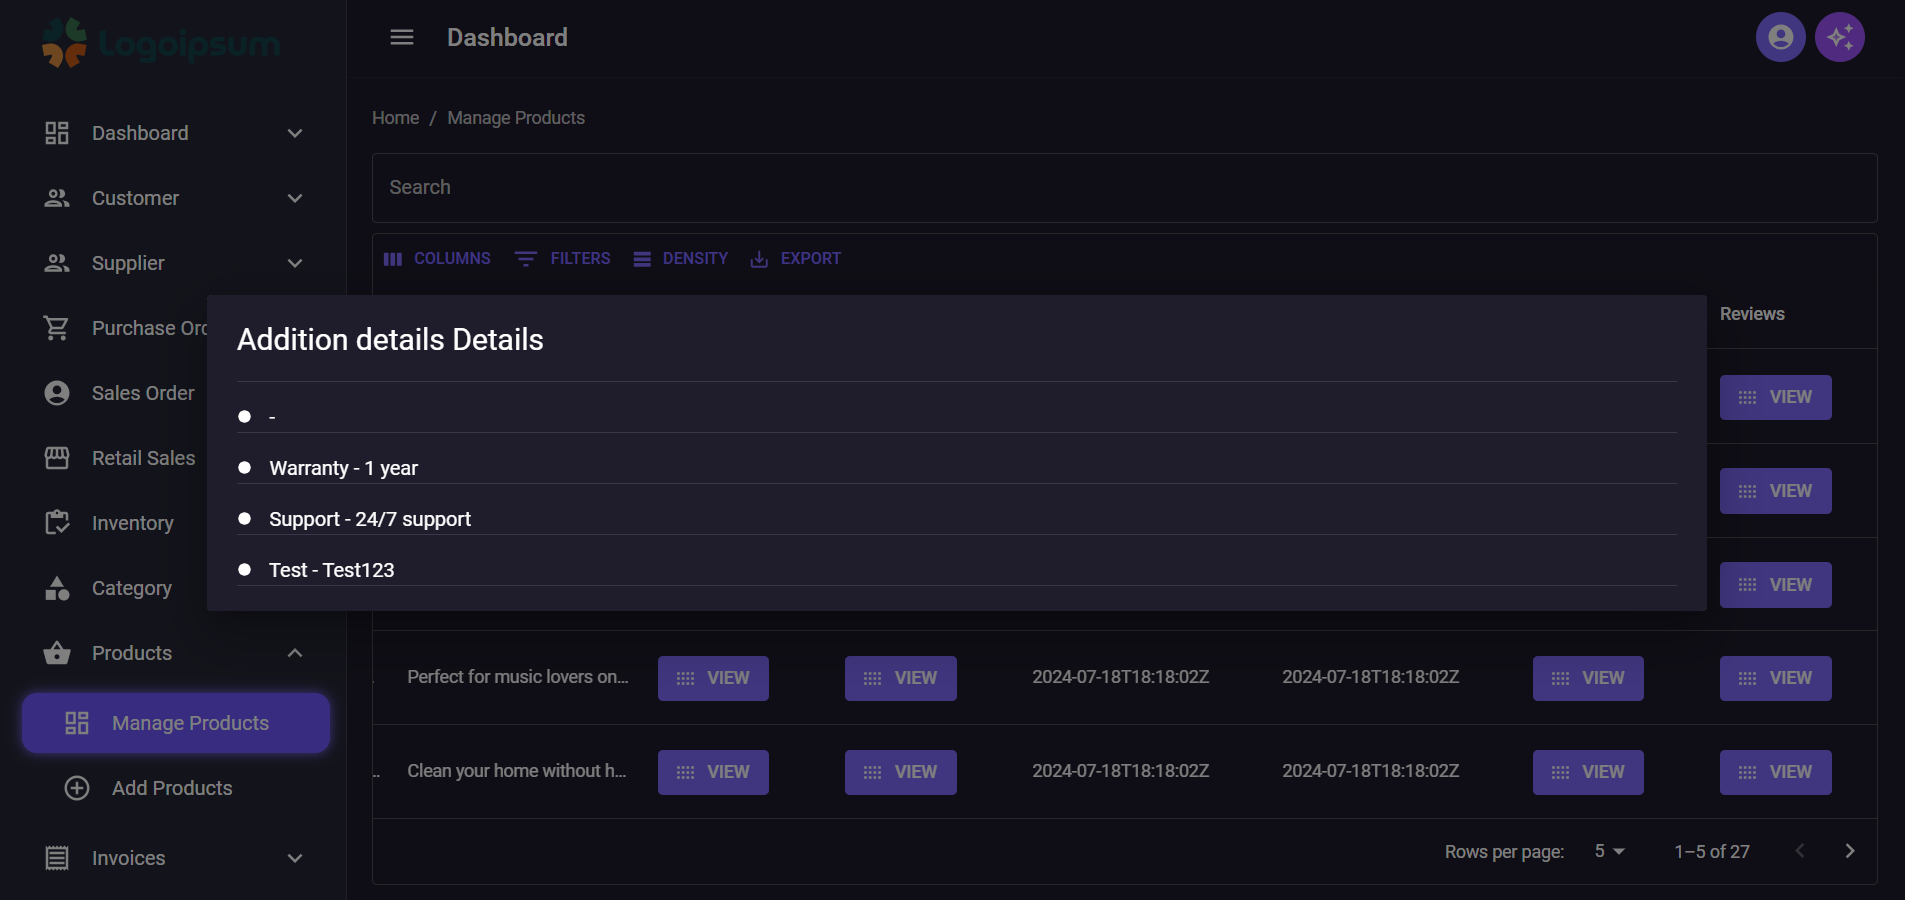 Logoipsum
Dashboard
Dashboard
Customer
Supplier
Purchase Orc
Sales Order
Retail Sales
Inventory
Category
Products
Manage Products
Add Products
Invoices
Home / Manage Products
Search
COLUMNS FILTERS DENSITY EXPORT
Reviews
VIEW
VIEW
VIEW
Addition details Details
-
Warranty - 1 year
Support - 24/7 support
Test - Test123
Perfect for music lovers on... VIEW VIEW 2024-07-18T18:18:02Z 2024-07-18T18:18:02Z VIEW VIEW
.. Clean your home without h... VIEW VIEW 2024-07-18T18:18:02Z 2024-07-18T18:18:02Z VIEW VIEW
Rows per page: 5 1–5 of 27